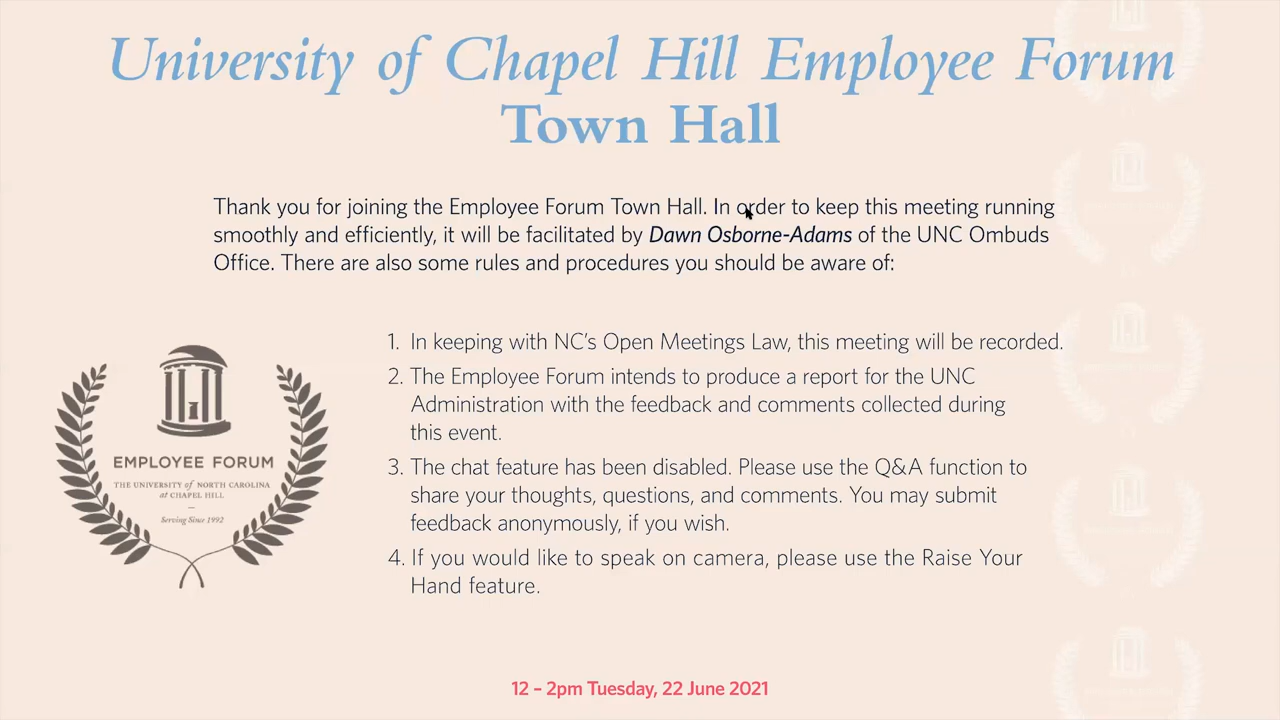 University of Chapel Hill Employee Forum
Town Hall
Thank you for joining the Employee Forum Town Hall. In order to keep this meeting running
smoothly and efficiently, it will be facilitated by Dawn Osborne-Adams of the UNC Ombuds
Office. There are also some rules and procedures you should be aware of:
1. In keeping with NC's Open Meetings Law, this meeting will be recorded.
2. The Employee Forum intends to produce a report for the UNC
Administration with the feedback and comments collected during
this event.
3. The chat feature has been disabled. Please use the Q&A function to
share your thoughts, questions, and comments. You may submit
feedback anonymously, if you wish.
4. If you would like to speak on camera, please use the Raise Your
Hand feature.
EMPLOYEE FORUM
THE UNIVERSITY of NORTH CAROLINA
at CHAPEL HILL
Serving Since 1992
12 – 2pm Tuesday, 22 June 2021